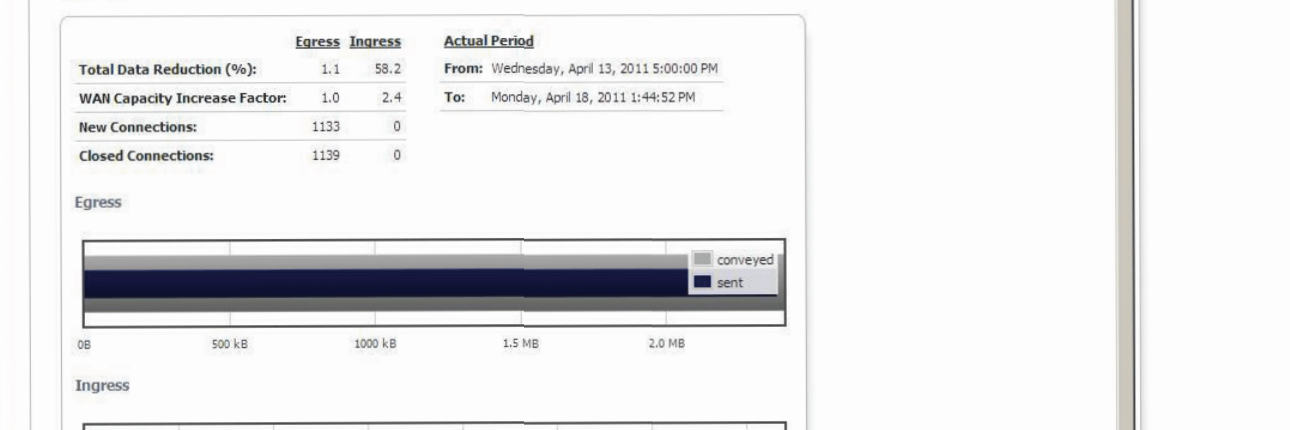 Egress Ingress Actual Period
Total Data Reduction (%): 1.1 58.2 From: Wednesday, April 13, 2011 5:00:00 PM
WAN Capacity Increase Factor: 1.0 2.4 To: Monday, April 18, 2011 1:44:52 PM
New Connections: 1133 0
Closed Connections: 1139 0
Egress
conveyed
sent
0B 500 kB 1000 kB 1.5 MB 2.0 MB
Ingress